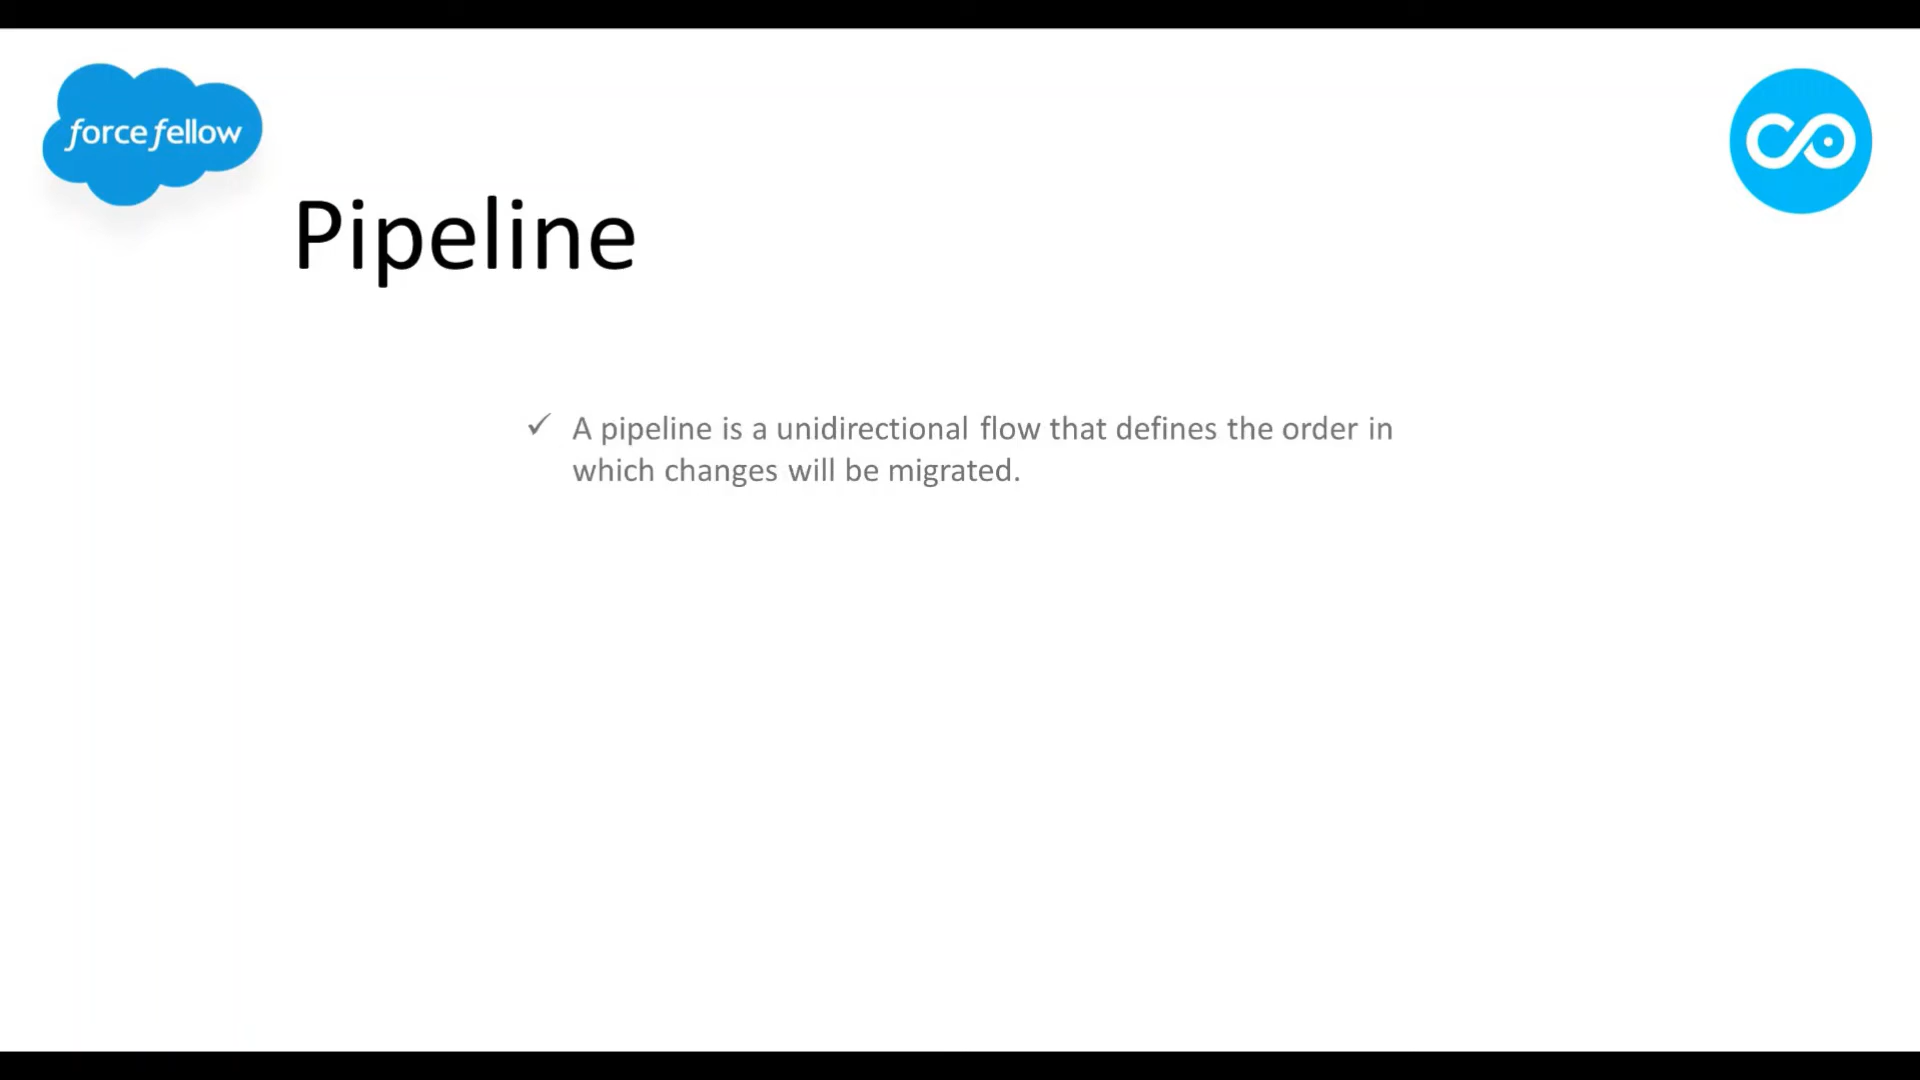 force fellow
Pipeline
✓ A pipeline is a unidirectional flow that defines the order in
which changes will be migrated.